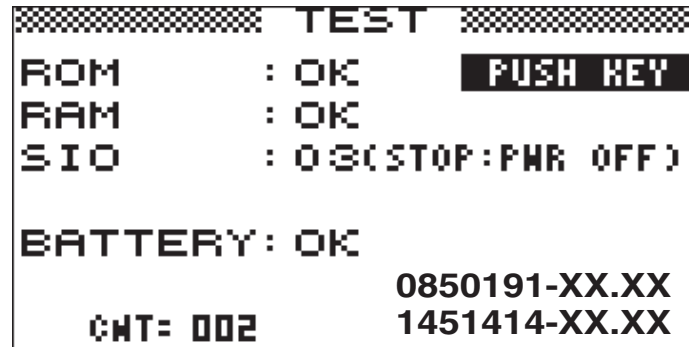 TEST
ROM : OK PUSH KEY
RAM : OK
SIO : 03(STOP:PWR OFF)
BATTERY: OK
0850191-XX.XX
CNT= 002 1451414-XX.XX